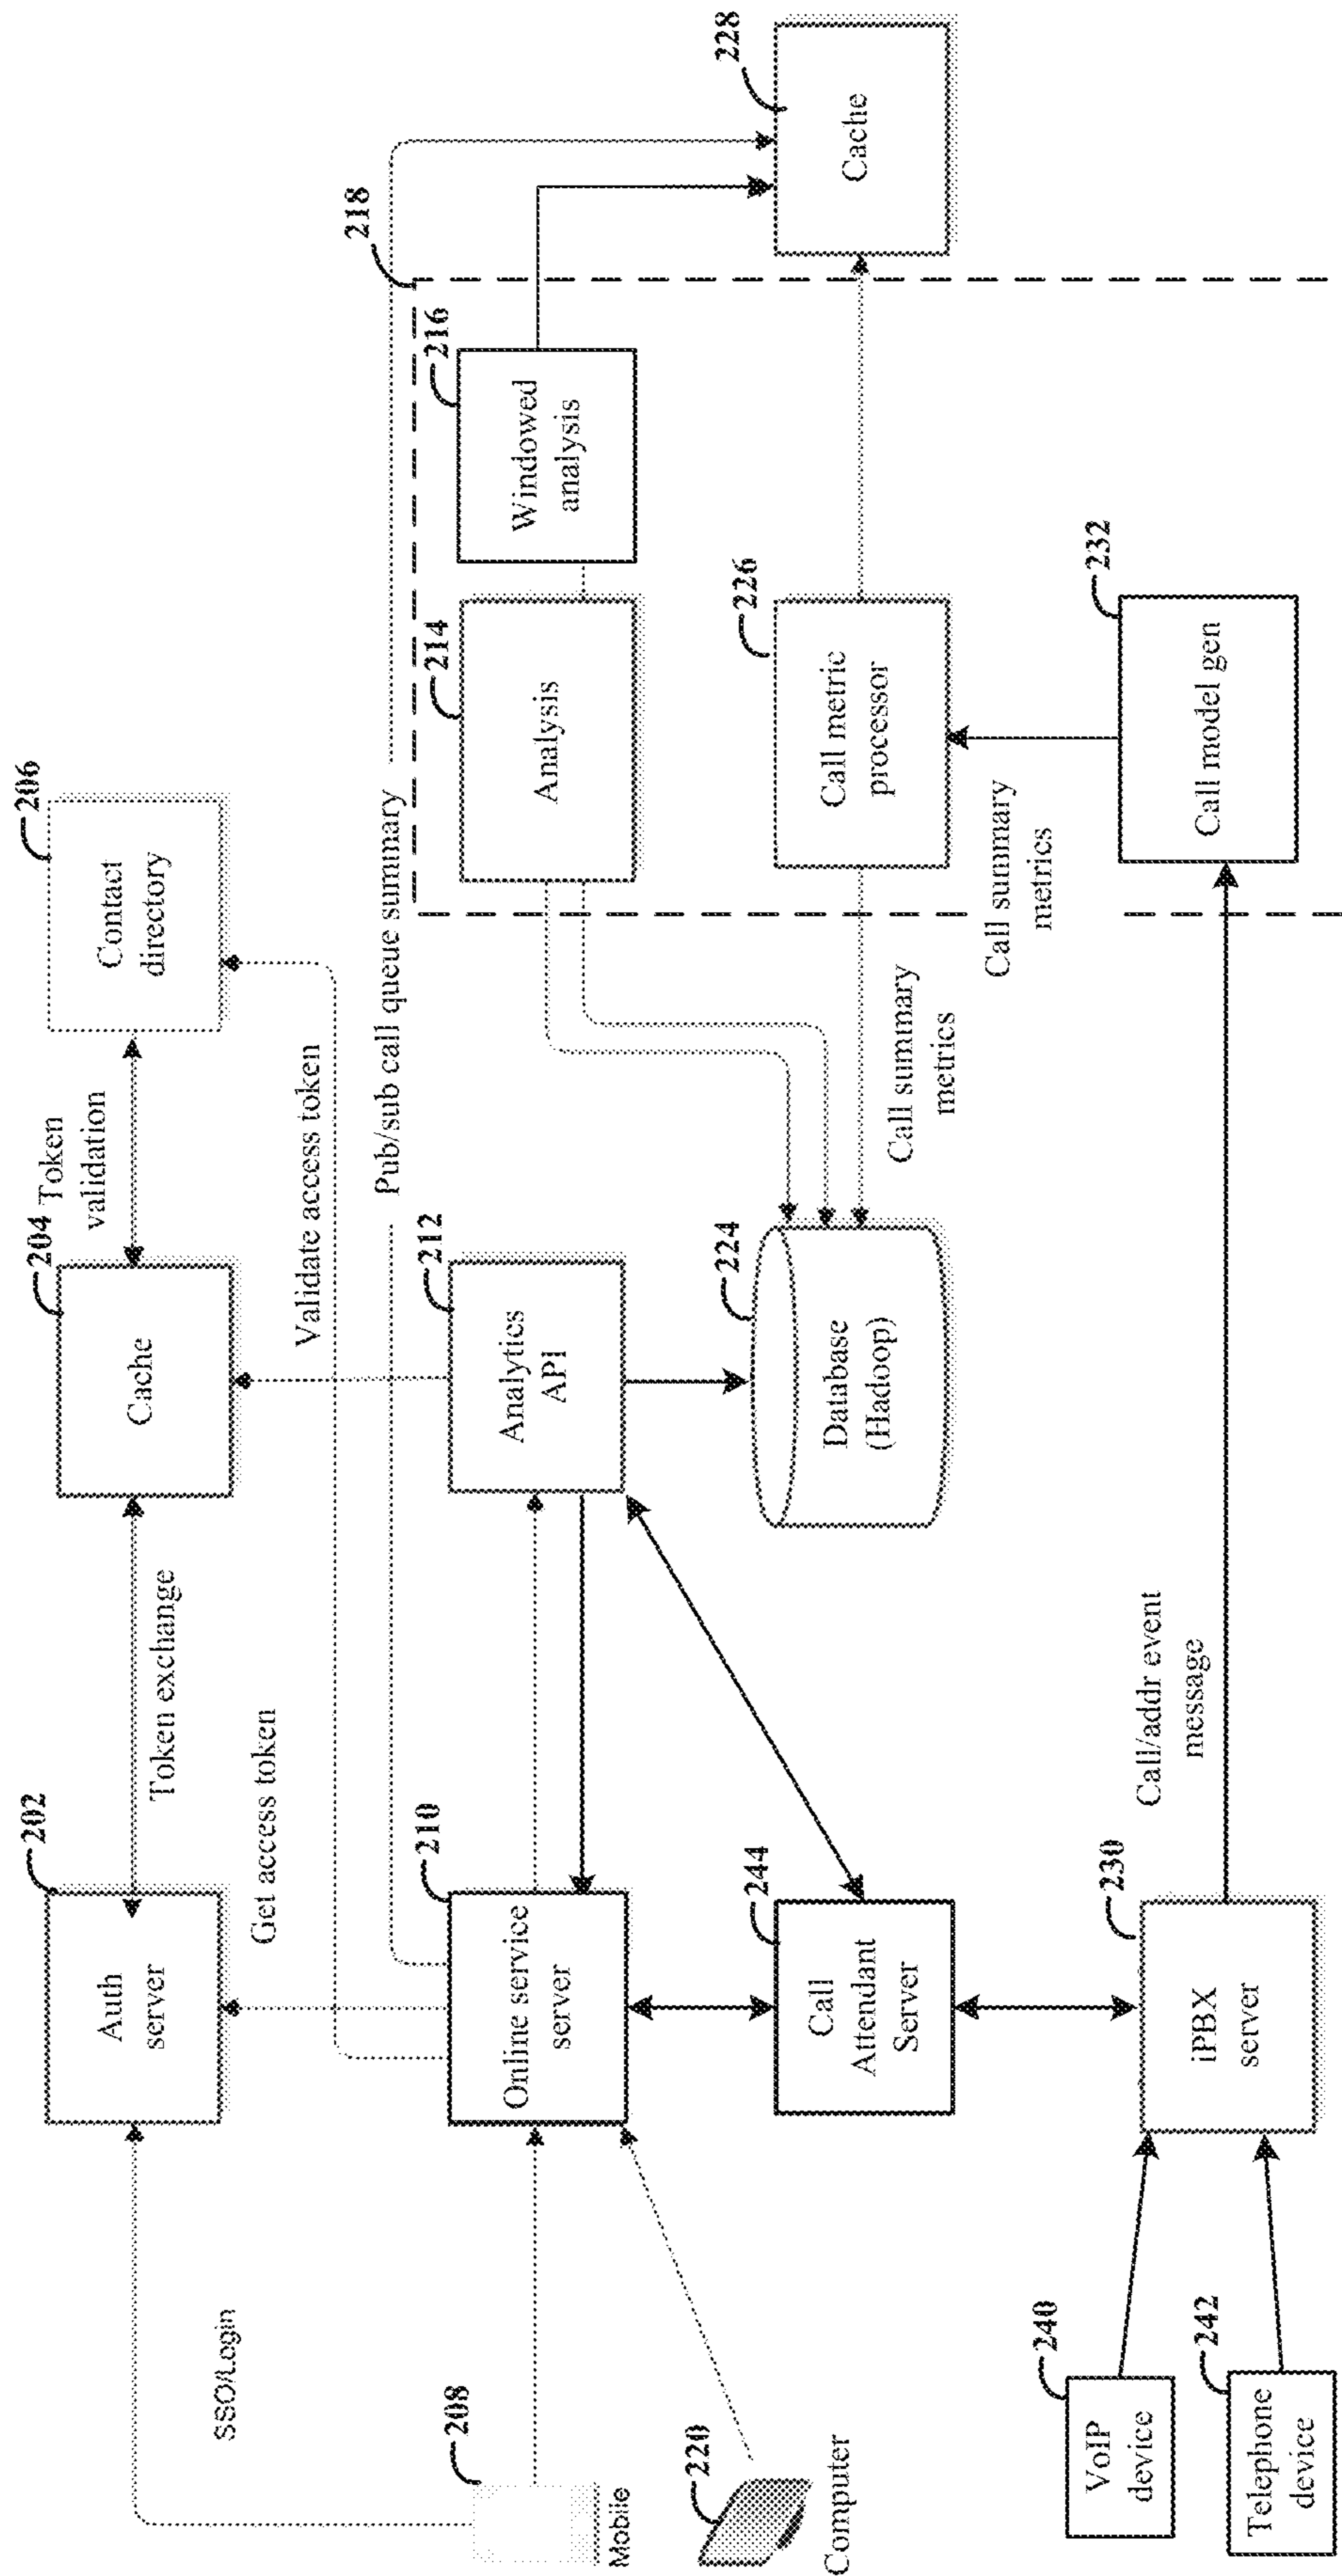 SSO/Login
208
Mobile
220
Computer
240
VoIP
device
242
Telephone
device
202
Auth
server
Token exchange
204
Cache
Token
validation
206
Contact
directory
Get access token
Validate access token
Pub/sub call queue summary
210
Online service
server
212
Analytics
API
214
Analysis
216
Windowed
analysis
218
228
Cache
244
Call
Attendant
Server
224
Database
(Hadoop)
Call summary
metrics
226
Call metric
processor
Call summary
metrics
230
iPBX
server
Call/addr event
message
232
Call model gen